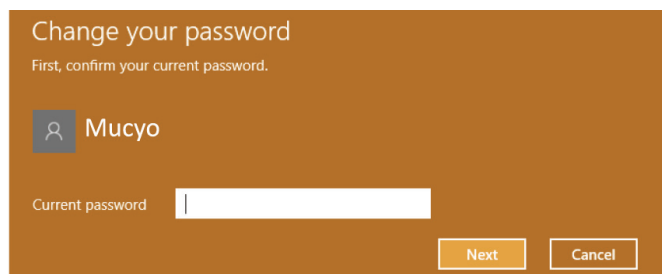 Change your password
First, confirm your current password.
Mucyo
Current password
Next Cancel